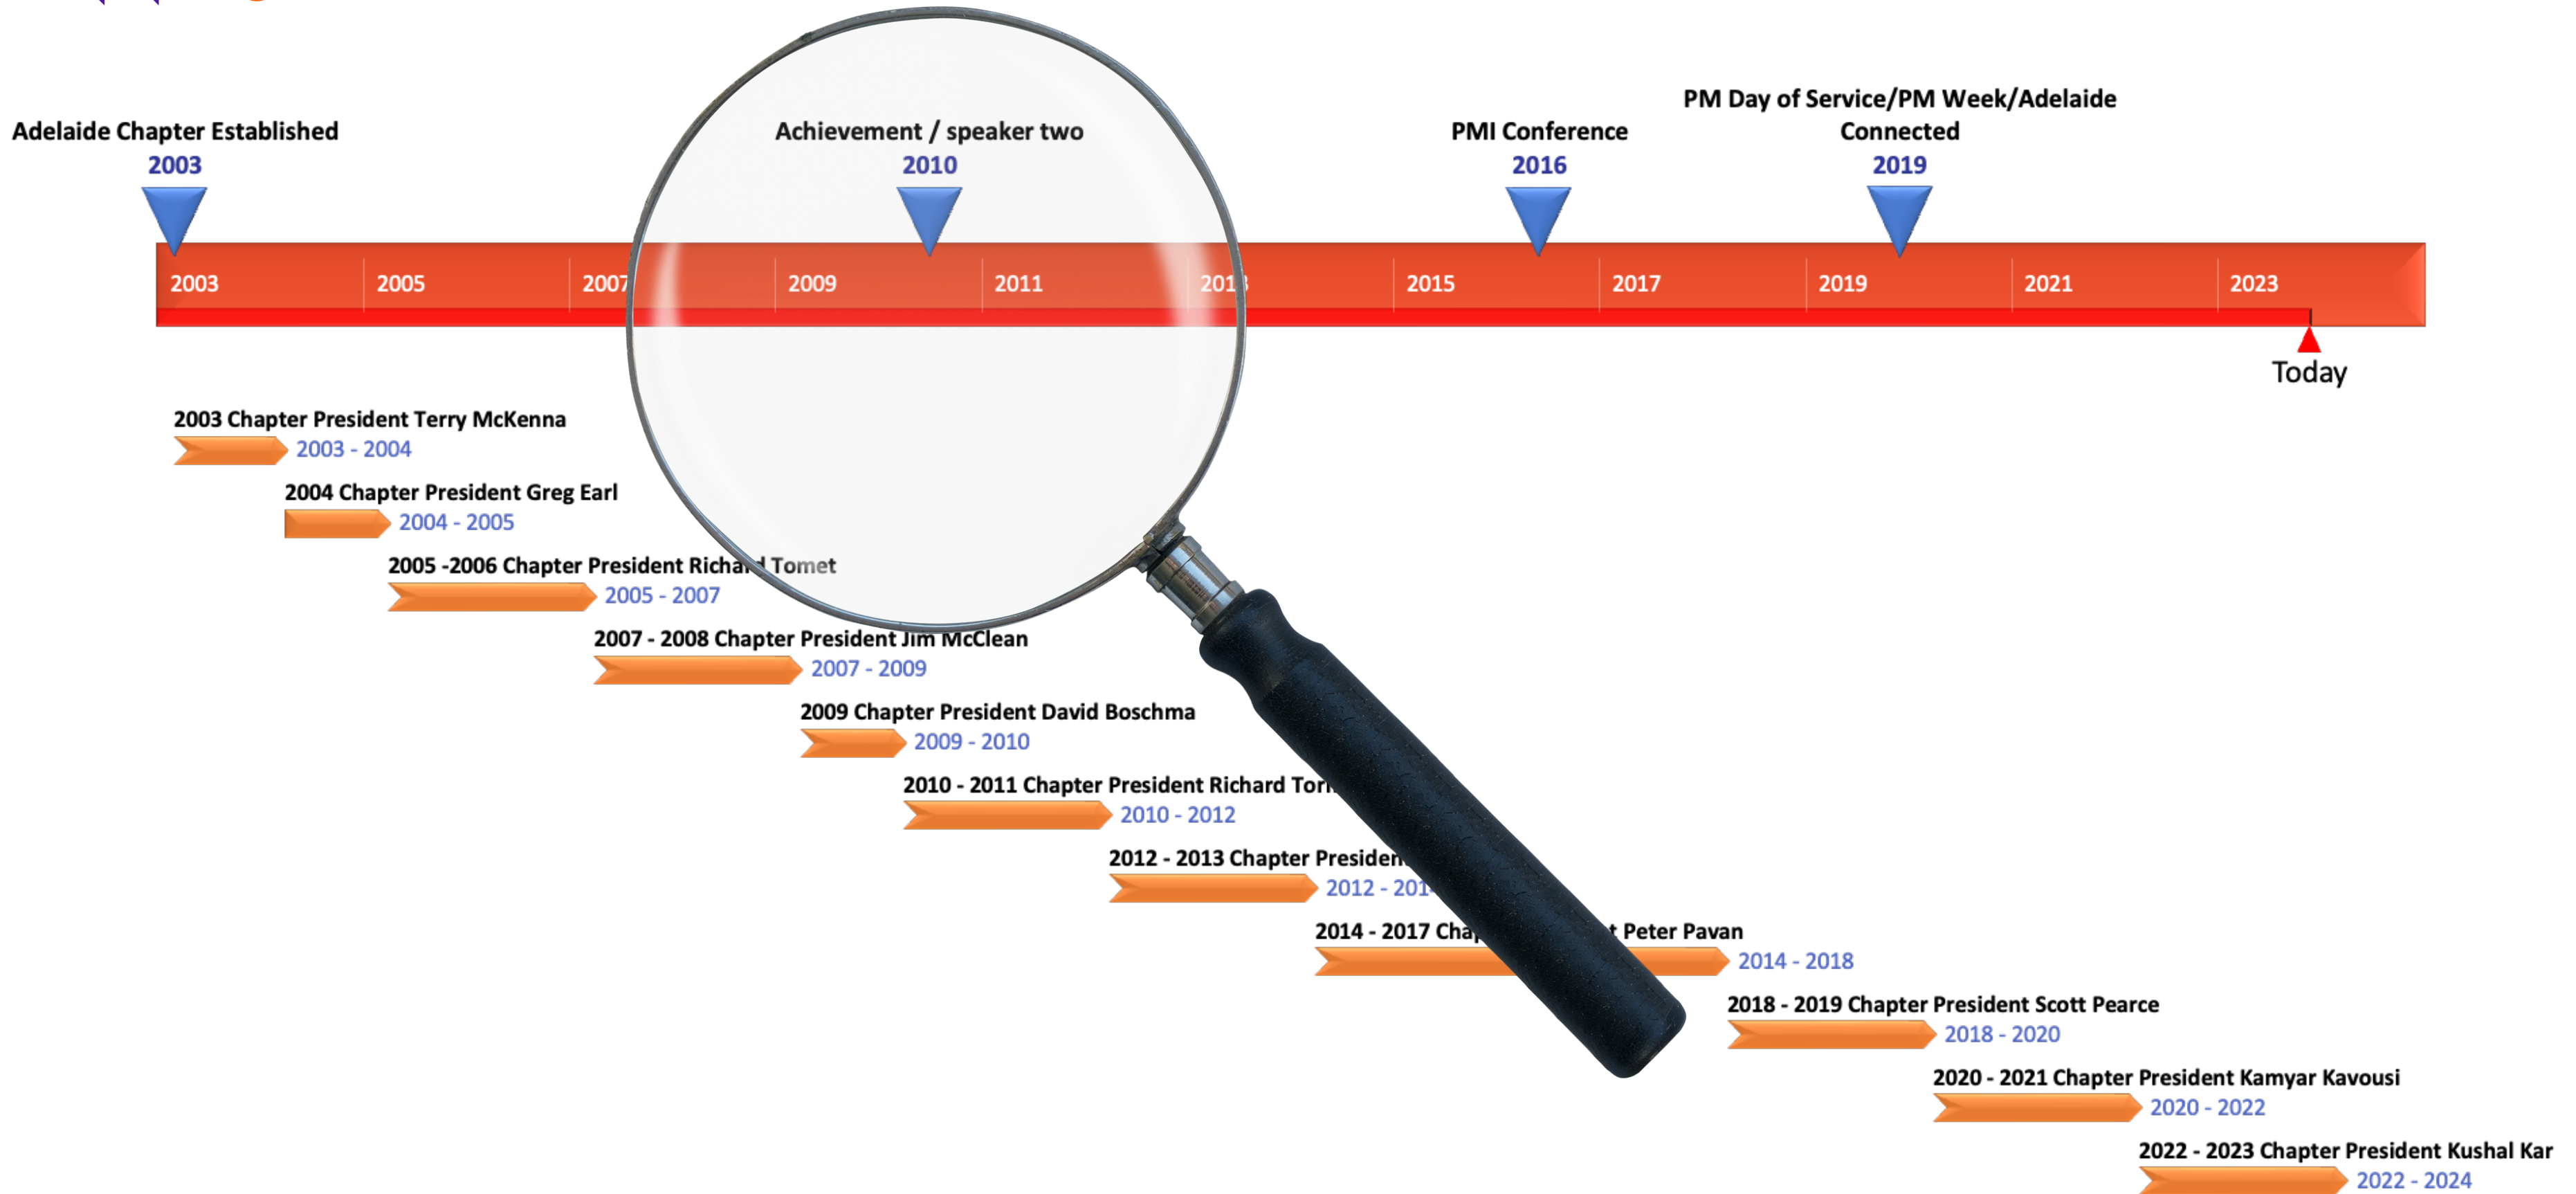 Adelaide Chapter Established
2003
Achievement / speaker two
2010
PMI Conference
2016
PM Day of Service/PM Week/Adelaide
Connected
2019
2003 2005 2007 2009 2011 2013 2015 2017 2019 2021 2023
Today
2003 Chapter President Terry McKenna
2003 - 2004
2004 Chapter President Greg Earl
2004 - 2005
2005 -2006 Chapter President Richard Tomet
2005 - 2007
2007 - 2008 Chapter President Jim McClean
2007 - 2009
2009 Chapter President David Boschma
2009 - 2010
2010 - 2011 Chapter President Richard
2010 - 2012
2012 - 2013 Chapter
2012 -
2014 - 2017 Peter Pavan
2014 - 2018
2018 - 2019 Chapter President Scott Pearce
2018 - 2020
2020 - 2021 Chapter President Kamyar Kavousi
2020 - 2022
2022 - 2023 Chapter President Kushal Kar
2022 - 2024